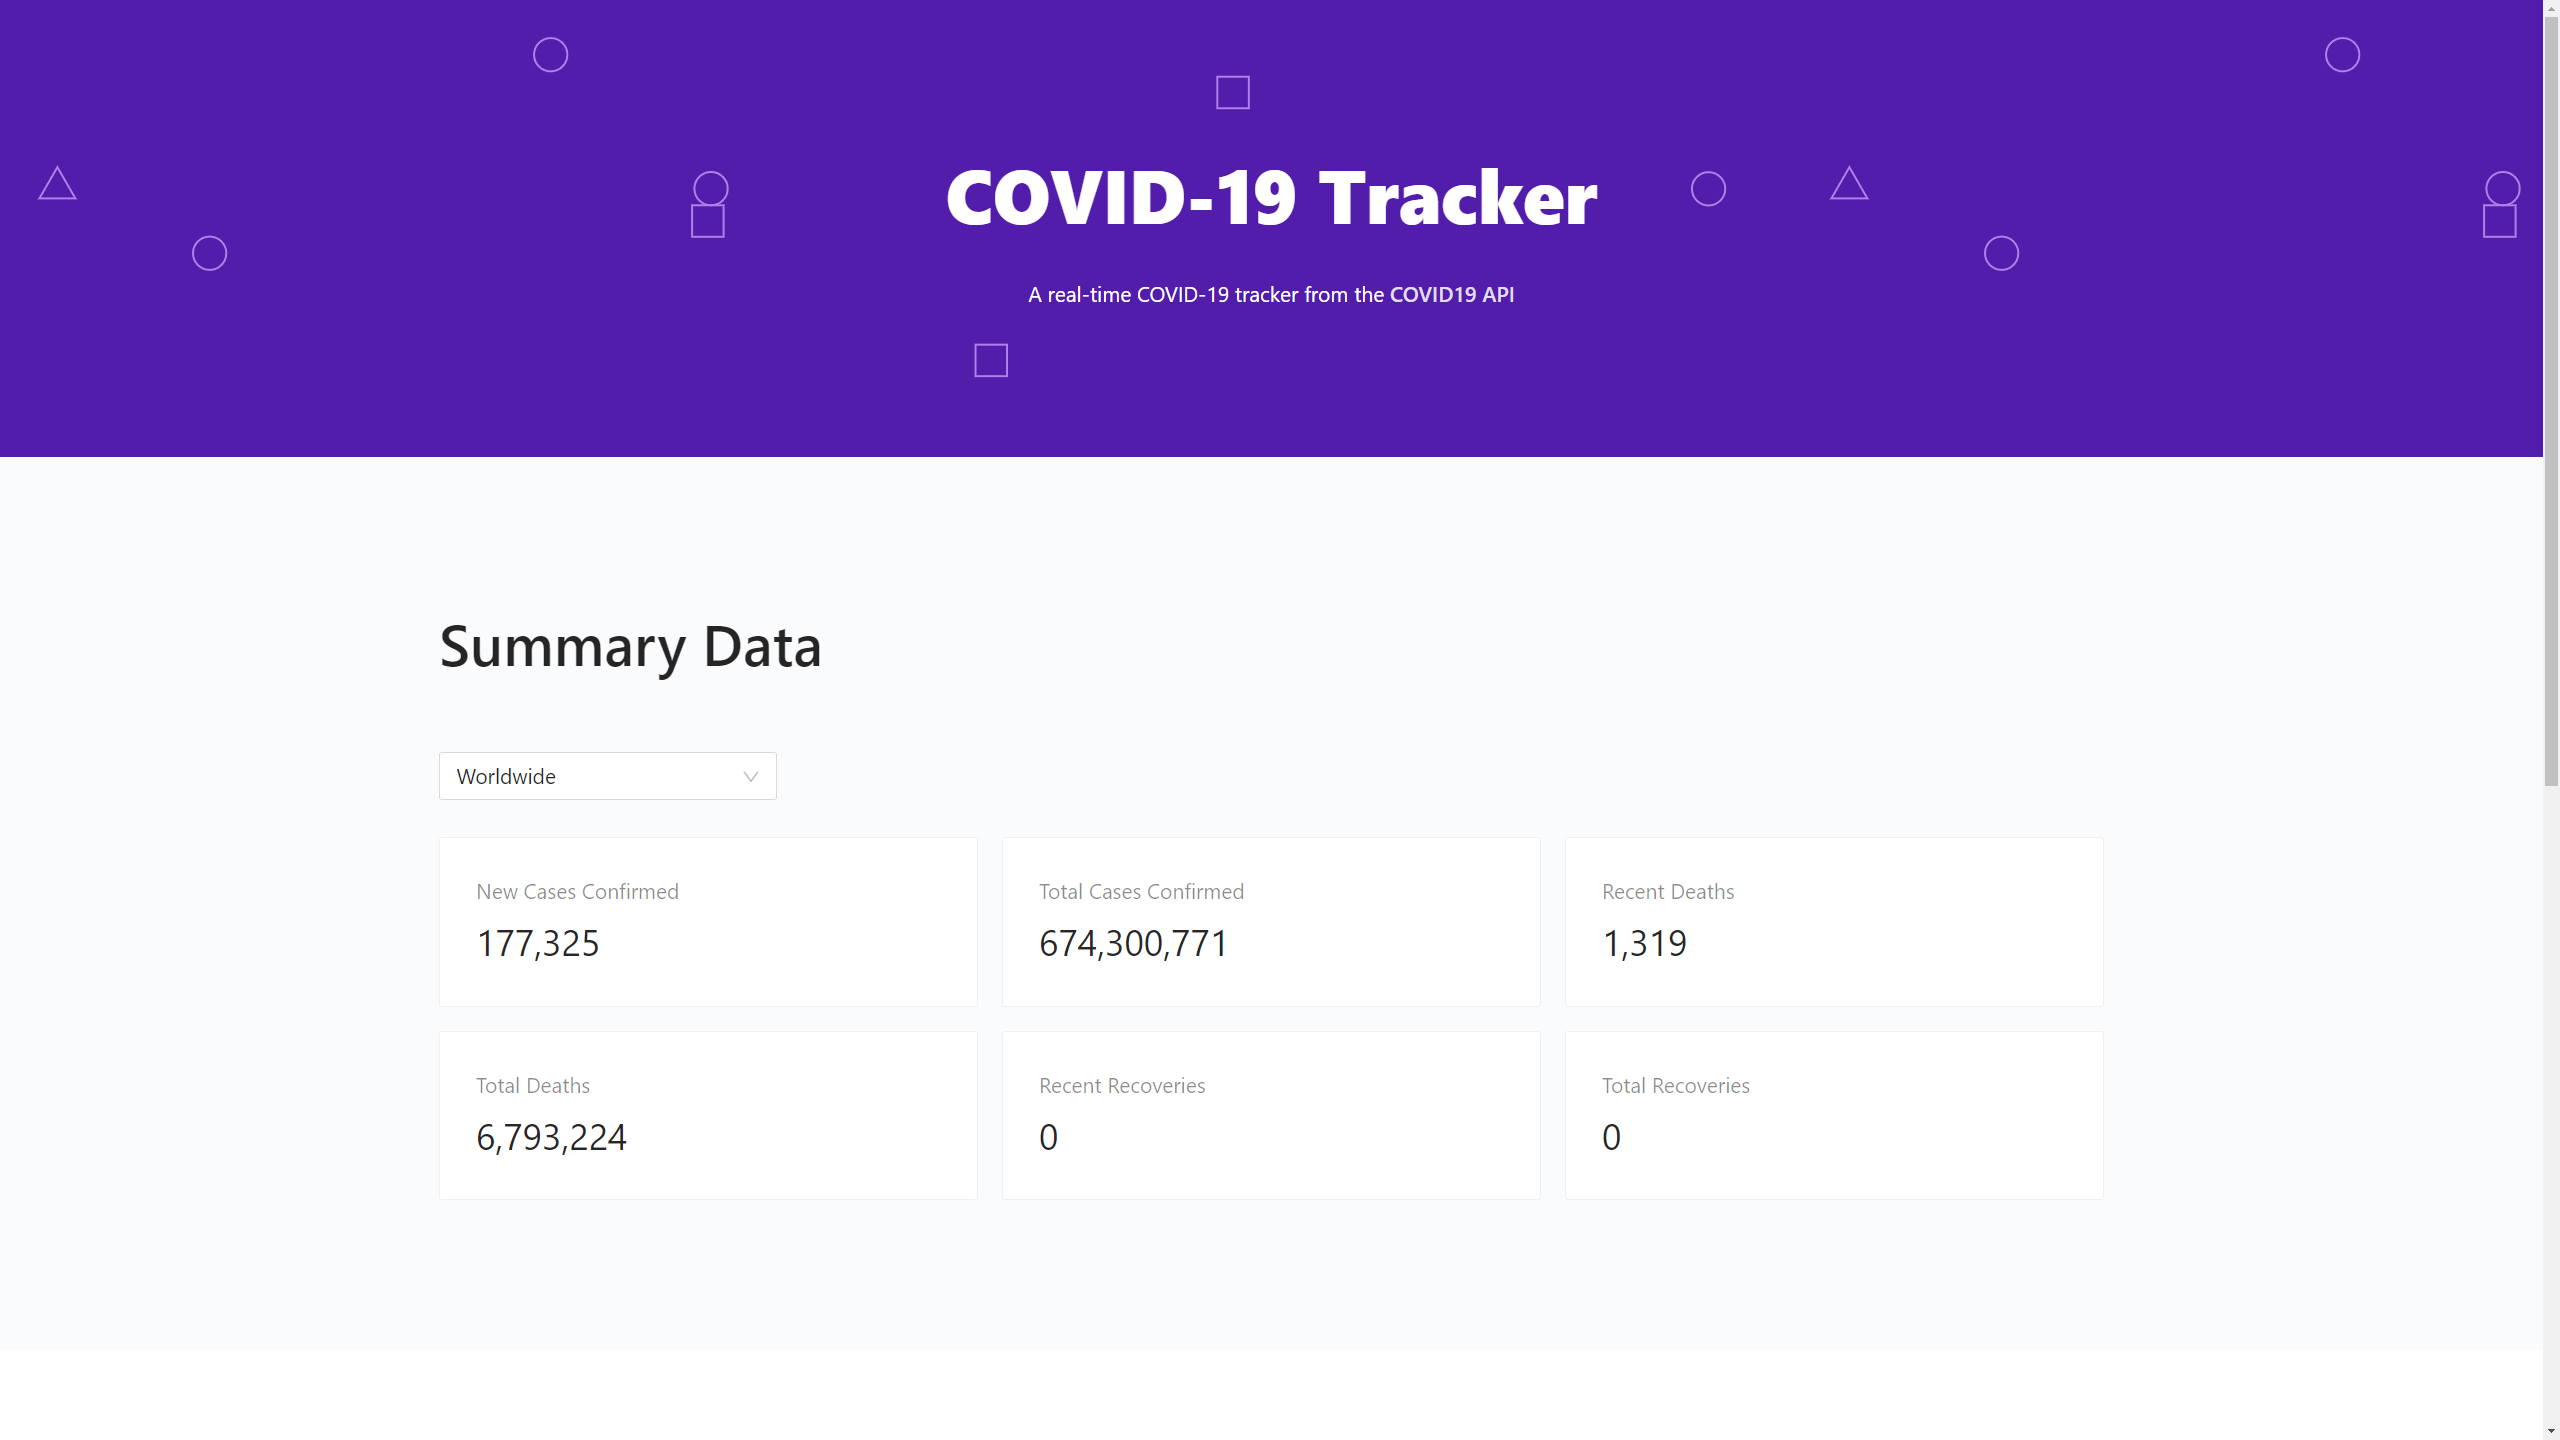 COVID-19 Tracker
A real-time COVID-19 tracker from the COVID19 API
Summary Data
Worldwide
New Cases Confirmed
177,325
Total Cases Confirmed
674,300,771
Recent Deaths
1,319
Total Deaths
6,793,224
Recent Recoveries
0
Total Recoveries
0